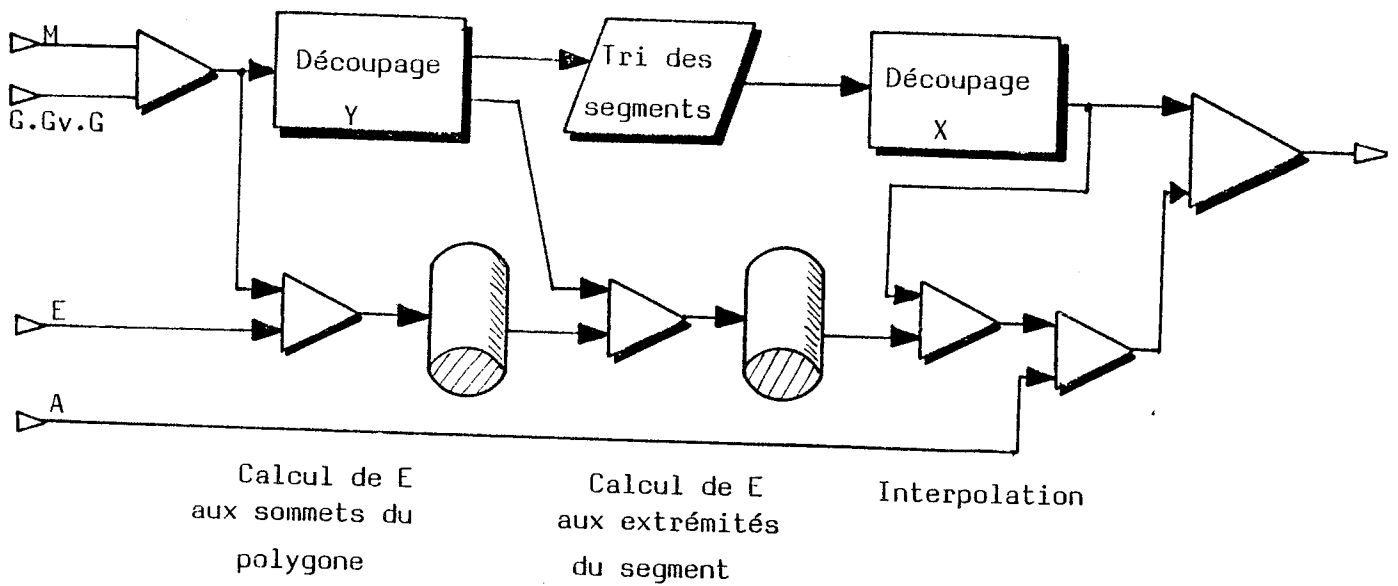 M
G.Gv.G
Découpage
Y
Tri des
segments
Découpage
X
E
A
Calcul de E
aux sommets du
polygone
Calcul de E
aux extrémités
du segment
Interpolation